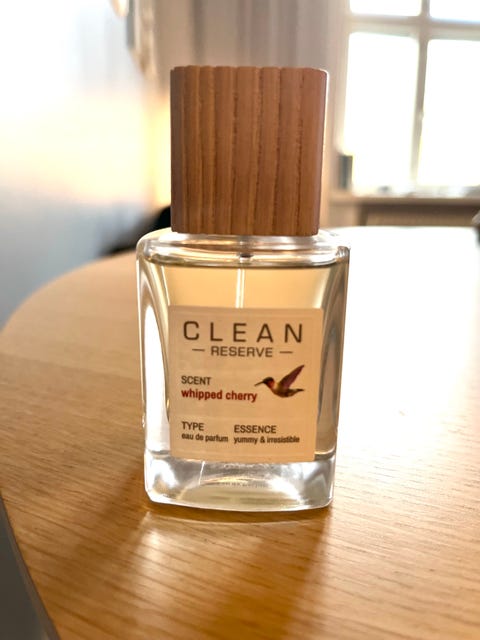 CLEAN
— RESERVE —
SCENT
whipped cherry
TYPE ESSENCE
eau de parfum yummy & irresistible